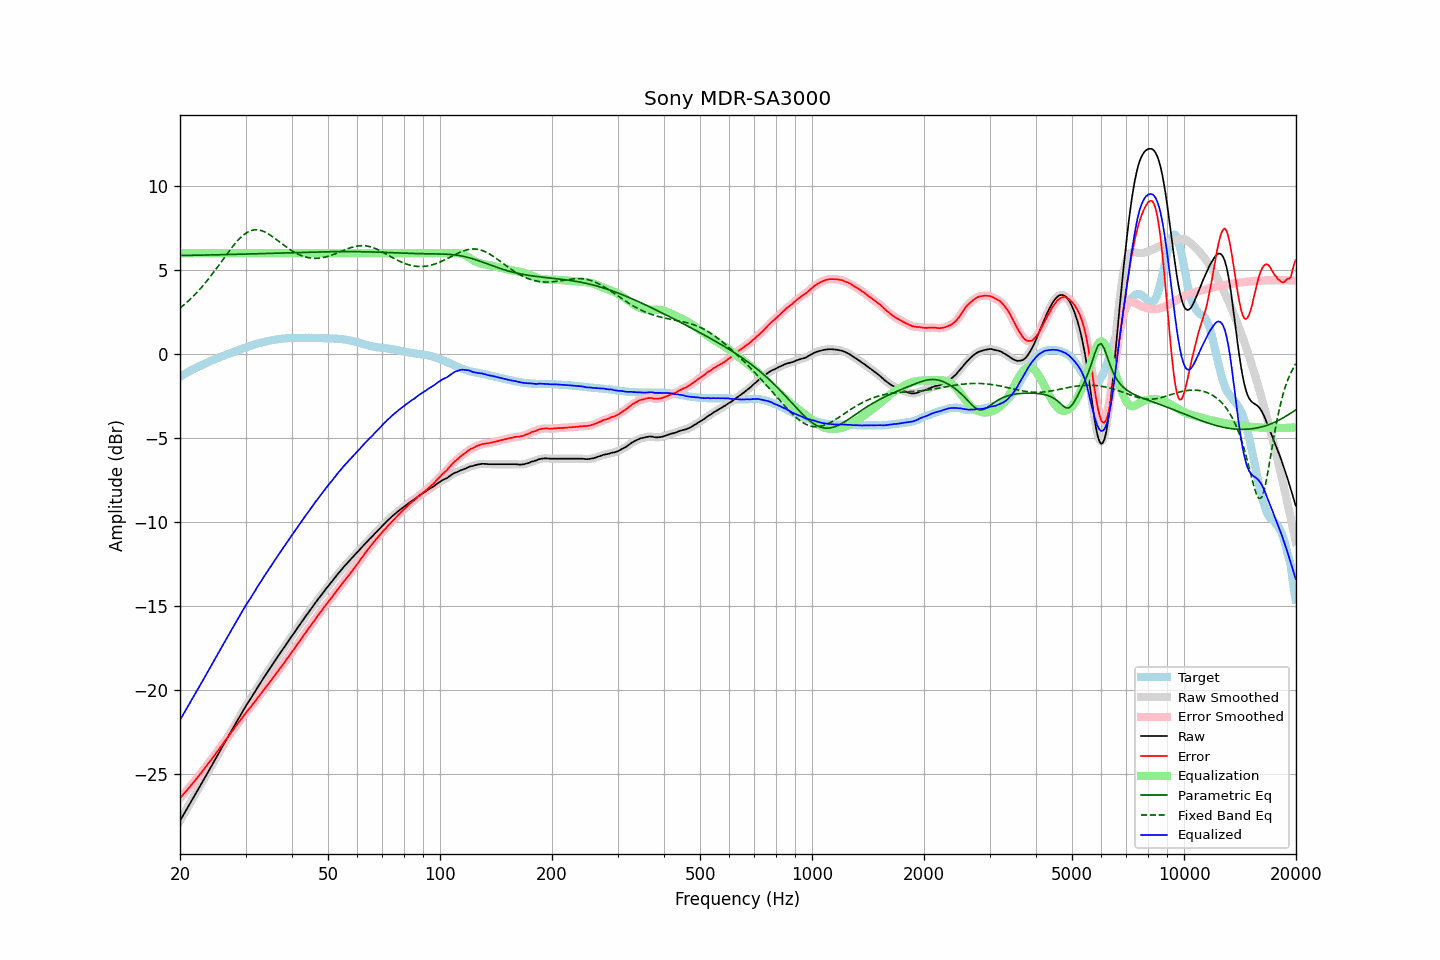 Sony MDR-SA3000
Amplitude (dBr)
10
5
0
−5
−10
−15
−20
−25
20
50
100
200
500
1000
2000
5000
10000
20000
Frequency (Hz)
Target
Raw Smoothed
Error Smoothed
Raw
Error
Equalization
Parametric Eq
Fixed Band Eq
Equalized